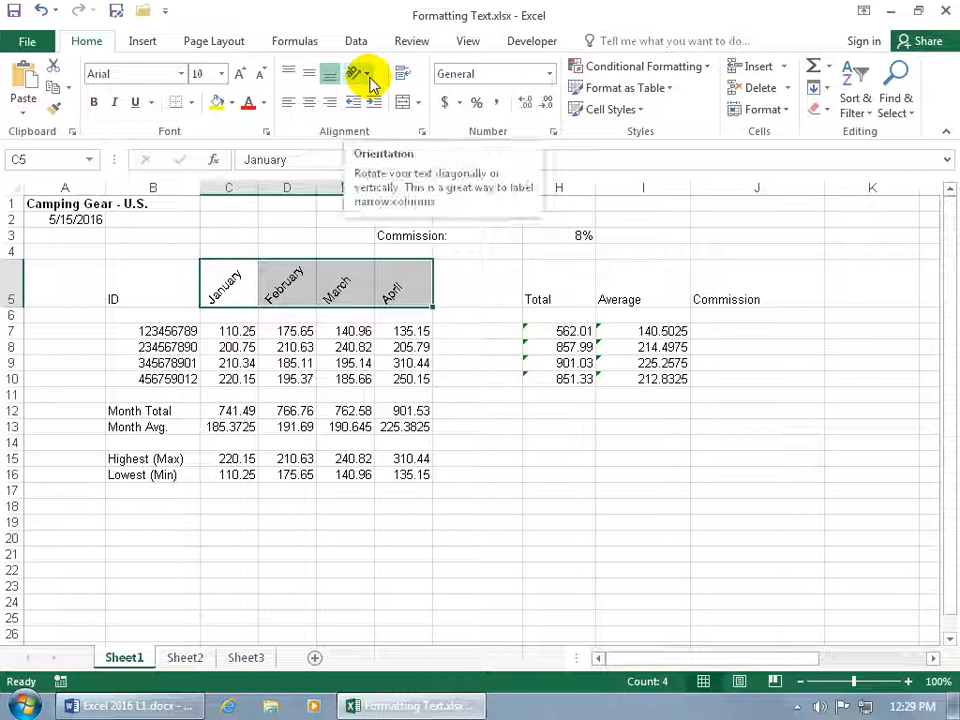 Formatting Text.xlsx - Excel
File Home Insert Page Layout Formulas Data Review View Developer Tell me what you want to do... Sign in Share
Paste Arial 10 A A General Conditional Formatting Insert Sort & Find &
B I U A $ % , Format as Table Delete Filter Select
Cell Styles Format
Clipboard Font Alignment Number Styles Cells Editing
C5 fx January
Orientation
Rotate your text diagonally or
vertically. This is a great way to label
narrow columns
A B C D H I J K
1 Camping Gear - U.S.
2 5/15/2016
3 Commission: 8%
4
5 ID January February March April Total Average Commission
6
7 123456789 110.25 175.65 140.96 135.15 562.01 140.5025
8 234567890 200.75 210.63 240.82 205.79 857.99 214.4975
9 345678901 210.34 185.11 195.14 310.44 901.03 225.2575
10 456759012 220.15 195.37 185.66 250.15 851.33 212.8325
11
12 Month Total 741.49 766.76 762.58 901.53
13 Month Avg. 185.3725 191.69 190.645 225.3825
14
15 Highest (Max) 220.15 210.63 240.82 310.44
16 Lowest (Min) 110.25 175.65 140.96 135.15
17
18
19
20
21
22
23
24
25
26
Sheet1 Sheet2 Sheet3
Ready Count: 4 100%
Excel 2016 L1.docx - ... Formatting Text.xlsx ... 12:29 PM